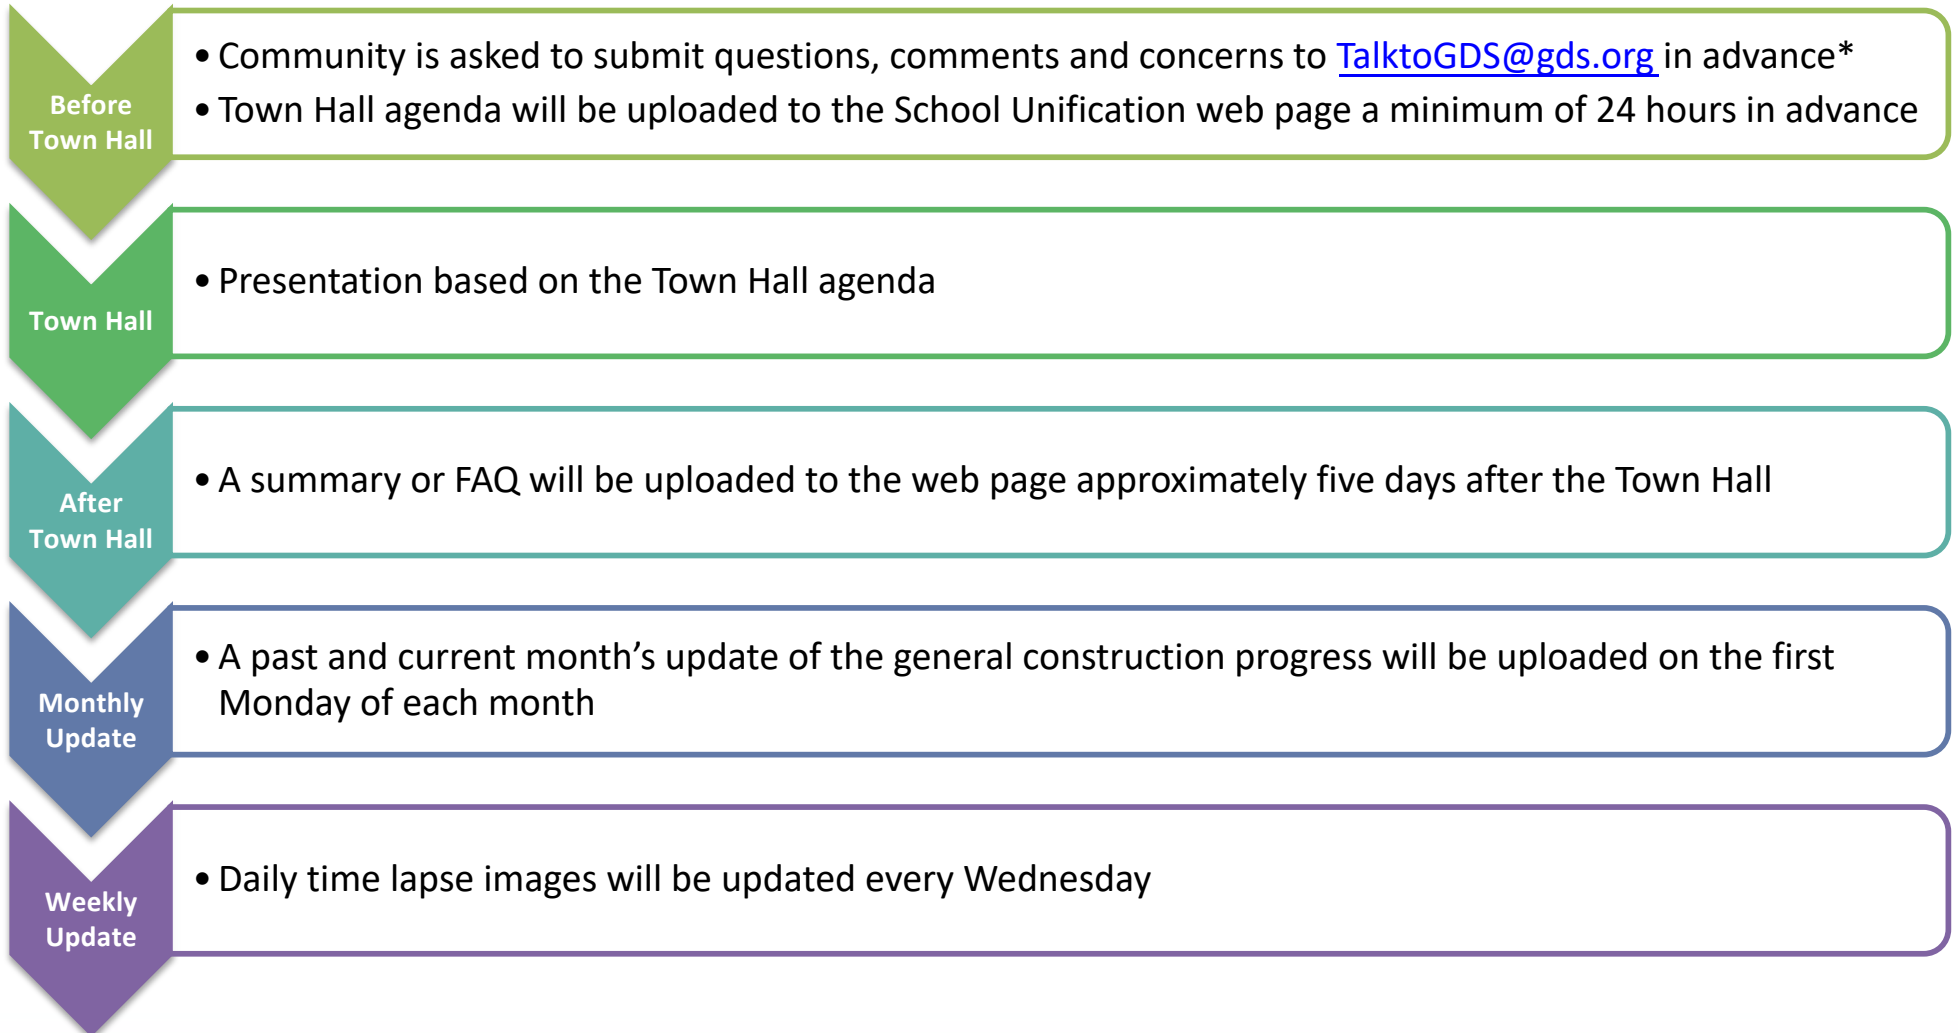 Before
Town Hall
• Community is asked to submit questions, comments and concerns to TalktoGDS@gds.org in advance*
• Town Hall agenda will be uploaded to the School Unification web page a minimum of 24 hours in advance
Town Hall
• Presentation based on the Town Hall agenda
After
Town Hall
• A summary or FAQ will be uploaded to the web page approximately five days after the Town Hall
Monthly
Update
• A past and current month’s update of the general construction progress will be uploaded on the first
Monday of each month
Weekly
Update
• Daily time lapse images will be updated every Wednesday